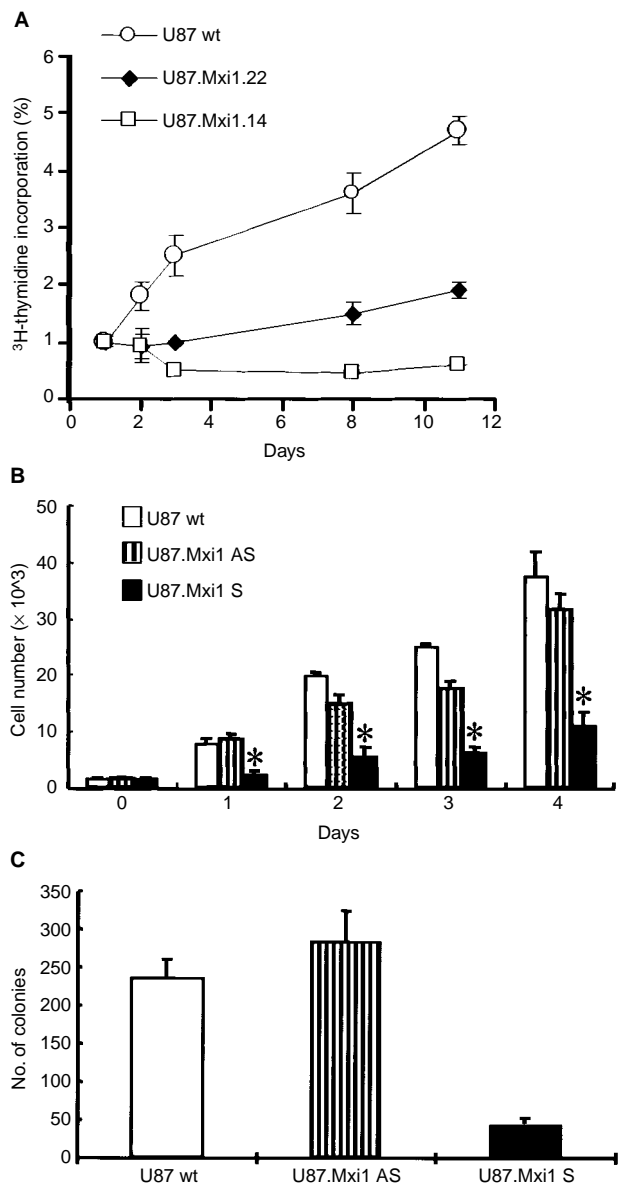 A
U87 wt
U87.Mxi1.22
U87.Mxi1.14
³H-thymidine incorporation (%)
6
5
4
3
2
1
0
0 2 4 6 8 10 12
Days
B
U87 wt
U87.Mxi1 AS
U87.Mxi1 S
Cell number (× 10^3)
50
40
30
20
10
0
* * * *
0 1 2 3 4
Days
C
No. of colonies
350
300
250
200
150
100
50
0
U87 wt U87.Mxi1 AS U87.Mxi1 S